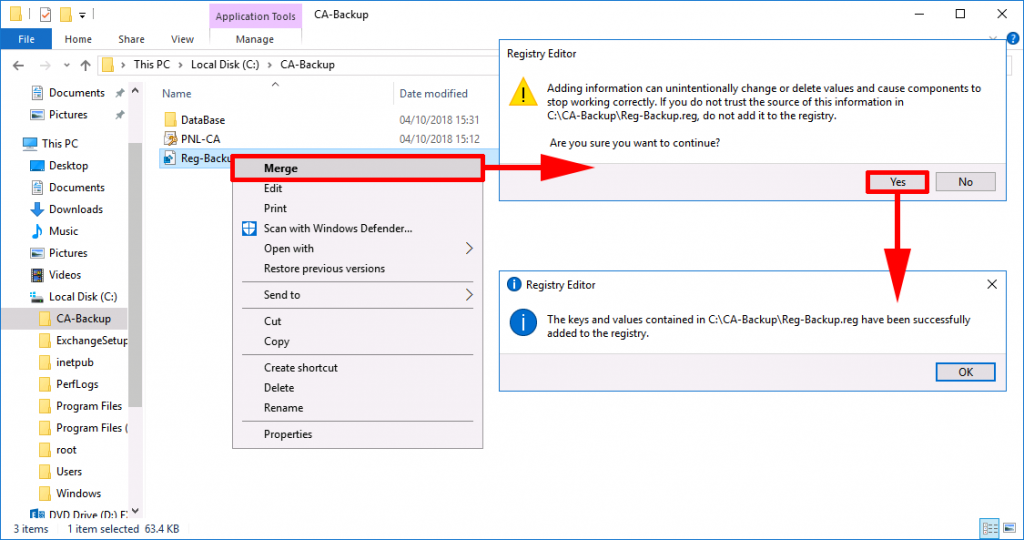 Application Tools
CA-Backup
File
Home
Share
View
Manage
This PC
Local Disk (C:)
CA-Backup
Documents
Pictures
This PC
Desktop
Documents
Downloads
Music
Pictures
Videos
Local Disk (C:)
CA-Backup
ExchangeSetup
inetpub
PerfLogs
Program Files
Program Files (
root
Users
Windows
DVD Drive (D:) E
Name
Date modified
DataBase
04/10/2018 15:31
PNL-CA
04/10/2018 15:12
Reg-Backu
Merge
Edit
Print
Scan with Windows Defender...
Open with
Restore previous versions
Send to
Cut
Copy
Create shortcut
Delete
Rename
Properties
Registry Editor
Adding information can unintentionally change or delete values and cause components to
stop working correctly. If you do not trust the source of this information in
C:\CA-Backup\Reg-Backup.reg, do not add it to the registry.
Are you sure you want to continue?
Yes
No
Registry Editor
The keys and values contained in C:\CA-Backup\Reg-Backup.reg have been successfully
added to the registry.
OK
3 items
1 item selected 63.4 KB